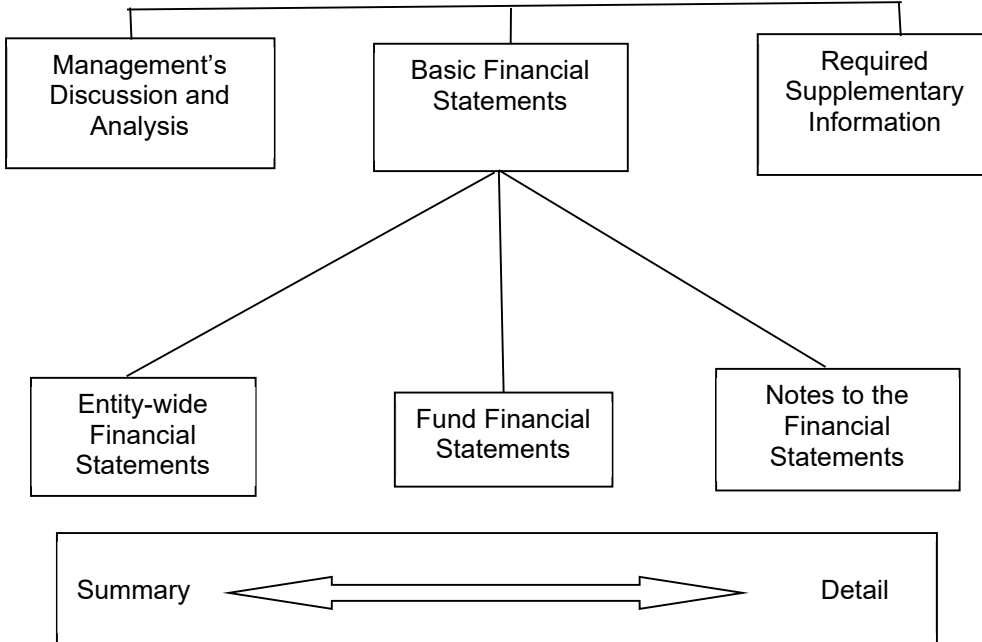 Management’s
Discussion and
Analysis
Basic Financial
Statements
Required
Supplementary
Information
Entity-wide
Financial
Statements
Fund Financial
Statements
Notes to the
Financial
Statements
Summary
Detail